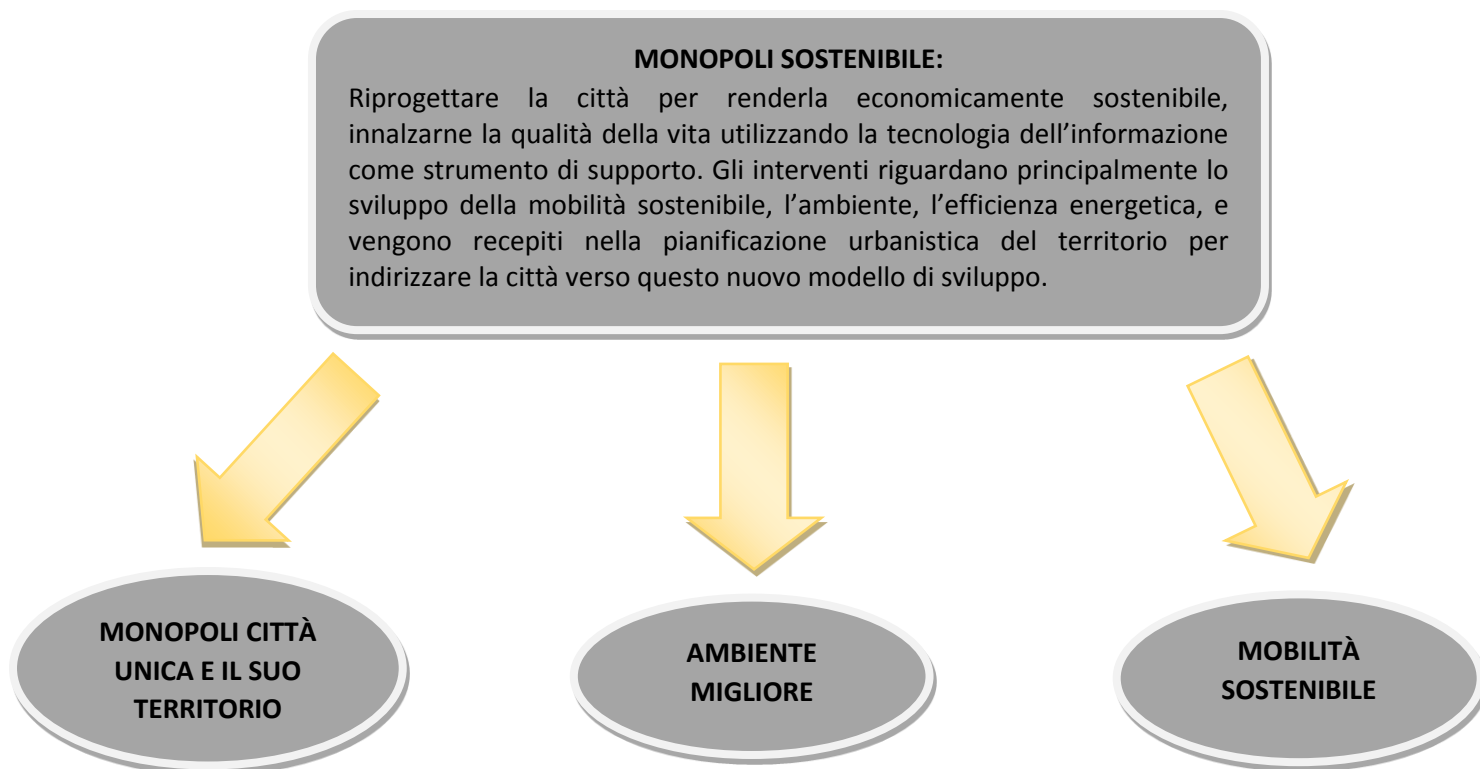 MONOPOLI SOSTENIBILE:
Riprogettare la città per renderla economicamente sostenibile,
innalzarne la qualità della vita utilizzando la tecnologia dell’informazione
come strumento di supporto. Gli interventi riguardano principalmente lo
sviluppo della mobilità sostenibile, l’ambiente, l’efficienza energetica, e
vengono recepiti nella pianificazione urbanistica del territorio per
indirizzare la città verso questo nuovo modello di sviluppo.
MONOPOLI CITTÀ
UNICA E IL SUO
TERRITORIO
AMBIENTE
MIGLIORE
MOBILITÀ
SOSTENIBILE